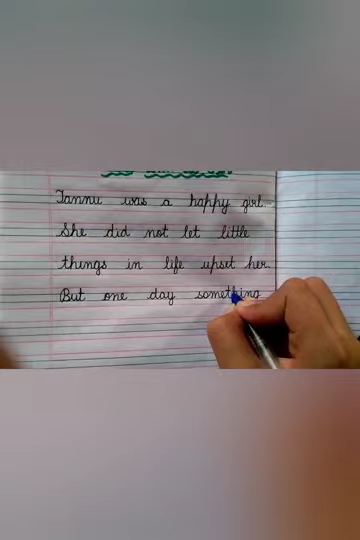 Tannu was a happy girl.
She did not let little
things in life upset her.
But one day something